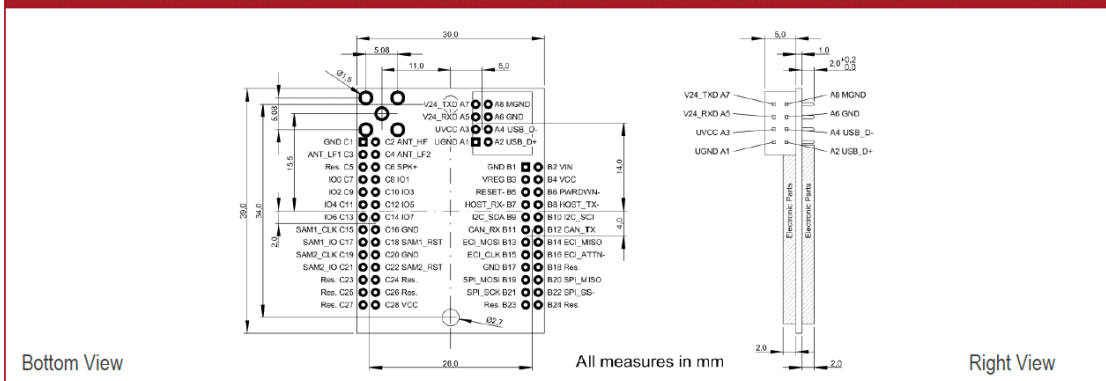 30,0
5,08
11,0
5,0
Ø1,5
5,08
15,5
39,0
34,0
2,0
V24_TXD A7 A8 MGND
V24_RXD A5 A6 GND
UVCC A3 A4 USB_D-
UGND A1 A2 USB_D+
GND C1 C2 ANT_HF
ANT_LF1 C3 C4 ANT_LF2
Res. C5 C6 SPK+
IO0 C7 C8 IO1
IO2 C9 C10 IO3
IO4 C11 C12 IO5
IO6 C13 C14 IO7
SAM1_CLK C15 C16 GND
SAM1_IO C17 C18 SAM1_RST
SAM2_CLK C19 C20 GND
SAM2_IO C21 C22 SAM2_RST
Res. C23 C24 Res.
Res. C25 C26 Res.
Res. C27 C28 VCC
GND B1 B2 VIN
VREG B3 B4 VCC
RESET- B5 B6 PWRDWN-
HOST_RX- B7 B8 HOST_TX-
I2C_SDA B9 B10 I2C_SCl
CAN_RX B11 B12 CAN_TX
ECI_MOSI B13 B14 ECI_MISO
ECI_CLK B15 B16 ECI_ATTN-
GND B17 B18 Res.
SPI_MOSI B19 B20 SPI_MISO
SPI_SCK B21 B22 SPI_SS-
Res. B23 B24 Res.
14,0
4,0
Ø2,7
26,0
5,0
1,0
2,0 +0,2 0,0
V24_TXD A7 A8 MGND
V24_RXD A5 A6 GND
UVCC A3 A4 USB_D-
UGND A1 A2 USB_D+
Electronic Parts
Electronic Parts
2,0
2,0
Bottom View
All measures in mm
Right View